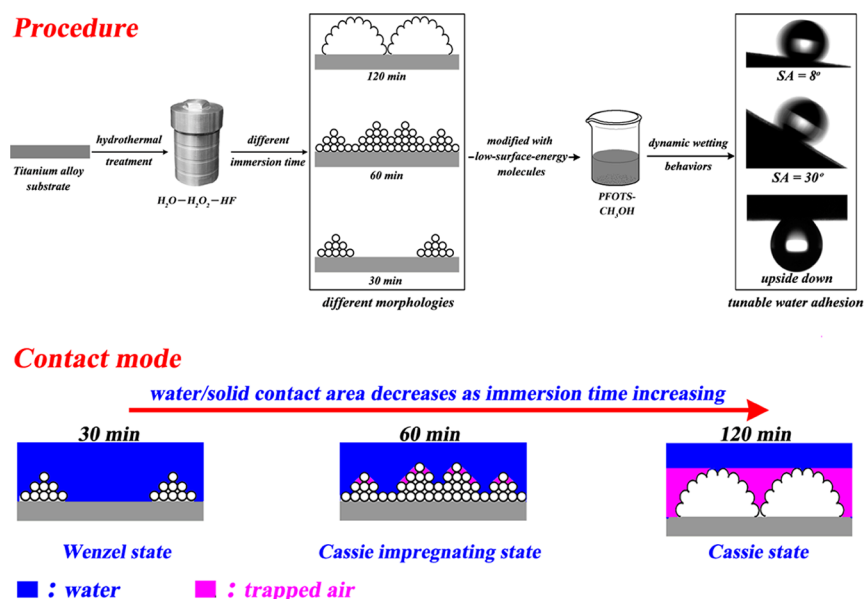 Procedure
120 min
SA = 8º
hydrothermal
treatment
different
immersion time
modified with
low-surface-energy
molecules
dynamic wetting
behaviors
Titanium alloy
substrate
60 min
SA = 30º
H₂O－H₂O₂－HF
PFOTS-
CH₃OH
30 min
upside down
different morphologies
tunable water adhesion
Contact mode
water/solid contact area decreases as immersion time increasing
30 min
60 min
120 min
Wenzel state
Cassie impregnating state
Cassie state
: water
: trapped air